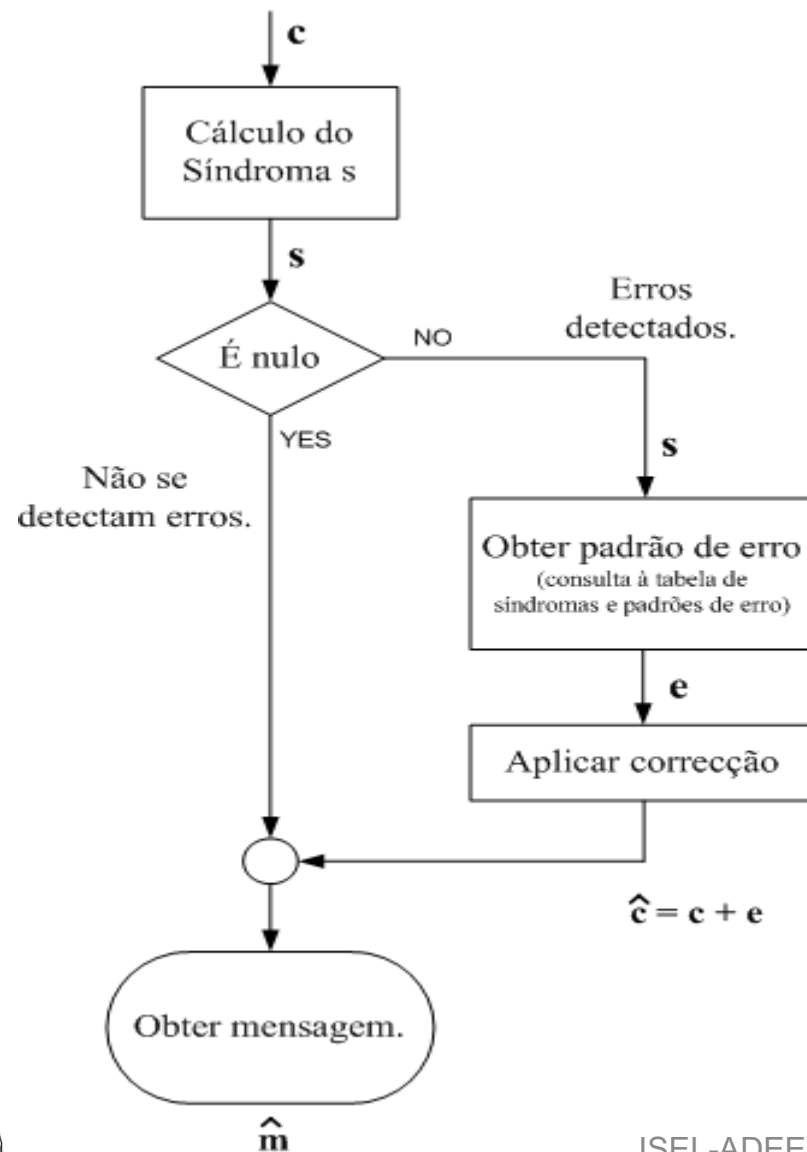 c
Cálculo do
Síndroma s
s
É nulo
NO
Erros
detectados.
YES
Não se
detectam erros.
s
Obter padrão de erro
(consulta à tabela de
síndromas e padrões de erro)
e
Aplicar correcção
ĉ = c + e
Obter mensagem.
m̂
ISEL-ADEE